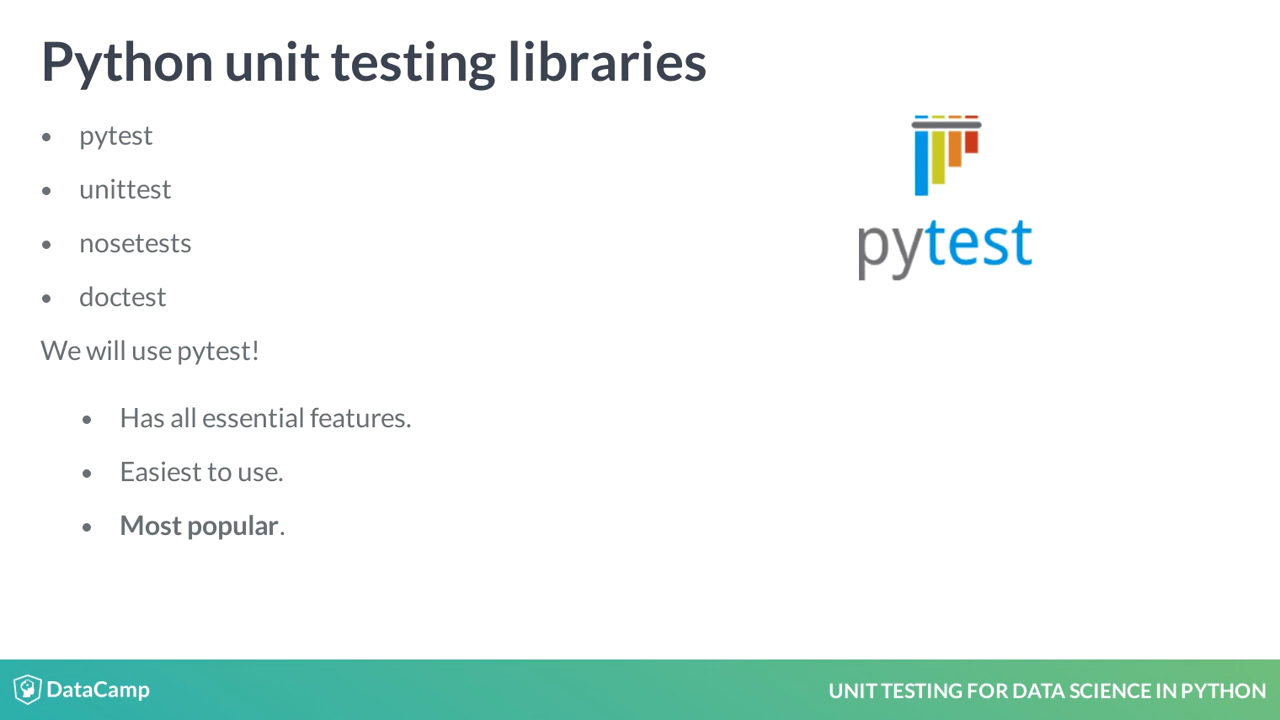 Python unit testing libraries
• pytest
• unittest
• nosetests
• doctest
We will use pytest!
• Has all essential features.
• Easiest to use.
• Most popular.
pytest
DataCamp
UNIT TESTING FOR DATA SCIENCE IN PYTHON